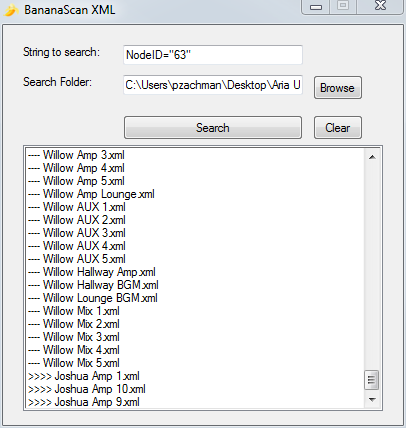 BananaScan XML
String to search:
NodeID="63"
Search Folder:
C:\Users\pzachman\Desktop\Aria U
Browse
Search
Clear
---- Willow Amp 3.xml
---- Willow Amp 4.xml
---- Willow Amp 5.xml
---- Willow Amp Lounge.xml
---- Willow AUX 1.xml
---- Willow AUX 2.xml
---- Willow AUX 3.xml
---- Willow AUX 4.xml
---- Willow AUX 5.xml
---- Willow Hallway Amp.xml
---- Willow Hallway BGM.xml
---- Willow Lounge BGM.xml
---- Willow Mix 1.xml
---- Willow Mix 2.xml
---- Willow Mix 3.xml
---- Willow Mix 4.xml
---- Willow Mix 5.xml
>>>> Joshua Amp 1.xml
>>>> Joshua Amp 10.xml
>>>> Joshua Amp 9.xml